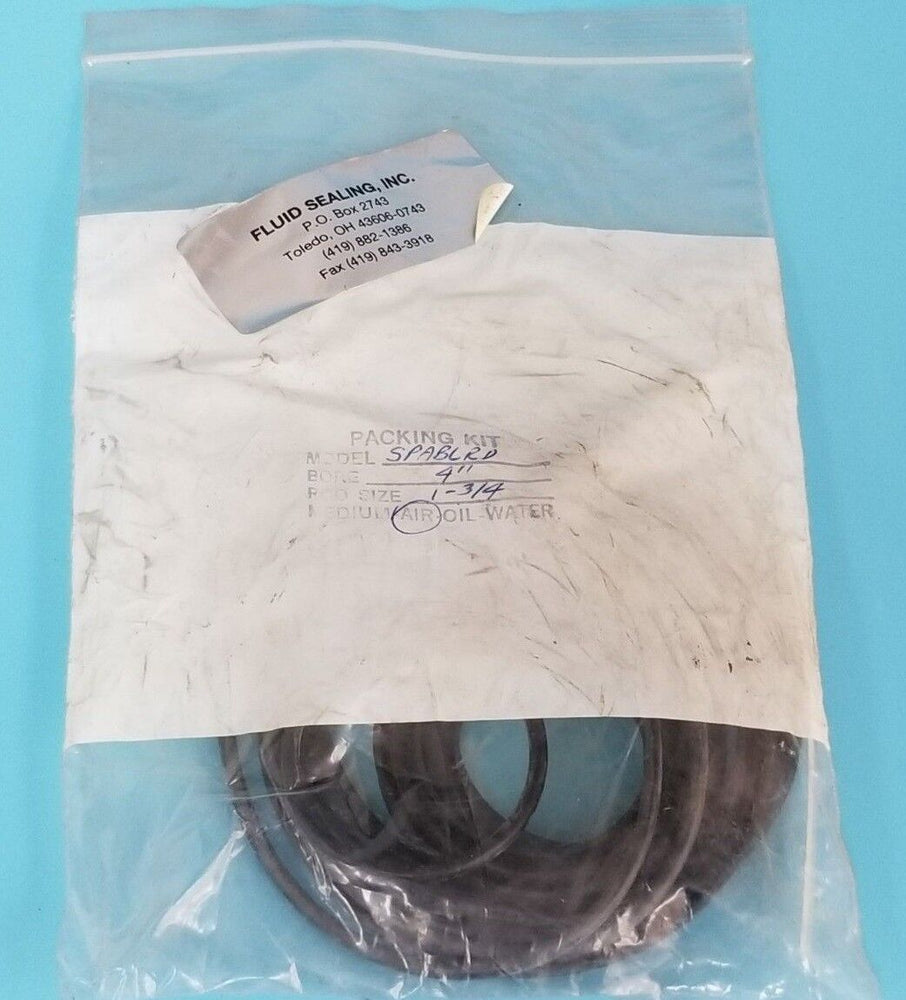 FLUID SEALING, INC.
P.O. Box 2743
Toledo, OH 43606-0743
(419) 882-1386
Fax (419) 843-3918
PACKING KIT
MODEL SPABLRD
BORE 4"
ROD SIZE 1-3/4
MEDIUM AIR-OIL-WATER